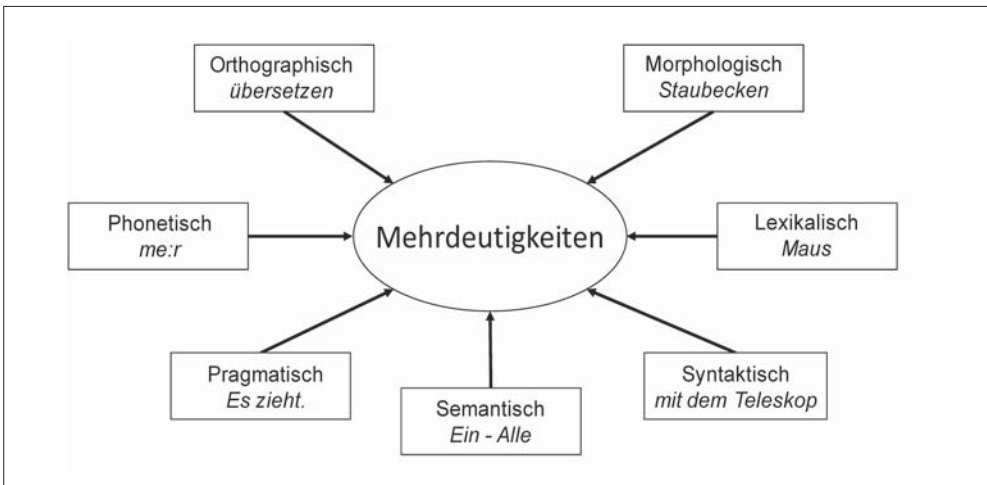 Orthographisch
übersetzen
Morphologisch
Staubecken
Phonetisch
me:r
Mehrdeutigkeiten
Lexikalisch
Maus
Pragmatisch
Es zieht.
Semantisch
Ein - Alle
Syntaktisch
mit dem Teleskop